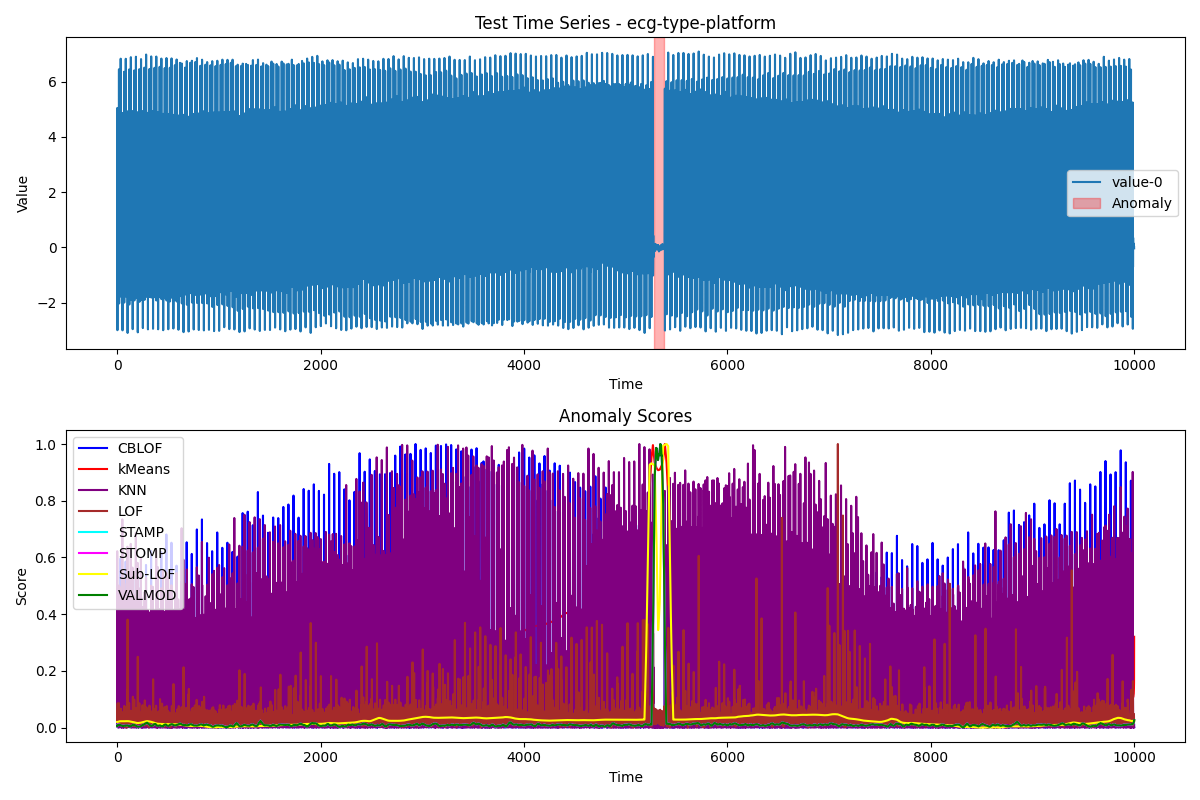 Test Time Series - ecg-type-platform
6
4
2
0
−2
Value
value-0
Anomaly
0
2000
4000
6000
8000
10000
Time
Anomaly Scores
1.0
0.8
0.6
0.4
0.2
0.0
Score
CBLOF
kMeans
KNN
LOF
STAMP
STOMP
Sub-LOF
VALMOD
0
2000
4000
6000
8000
10000
Time